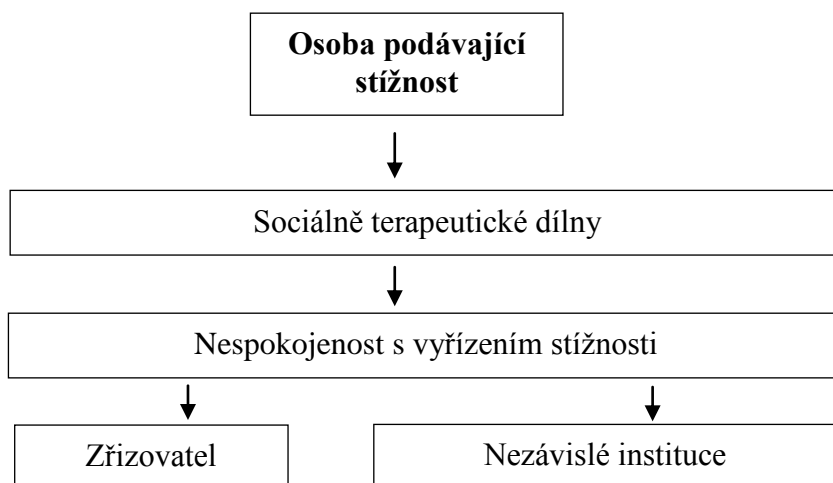 Osoba podávající
stížnost
Sociálně terapeutické dílny
Nespokojenost s vyřízením stížnosti
Zřizovatel
Nezávislé instituce